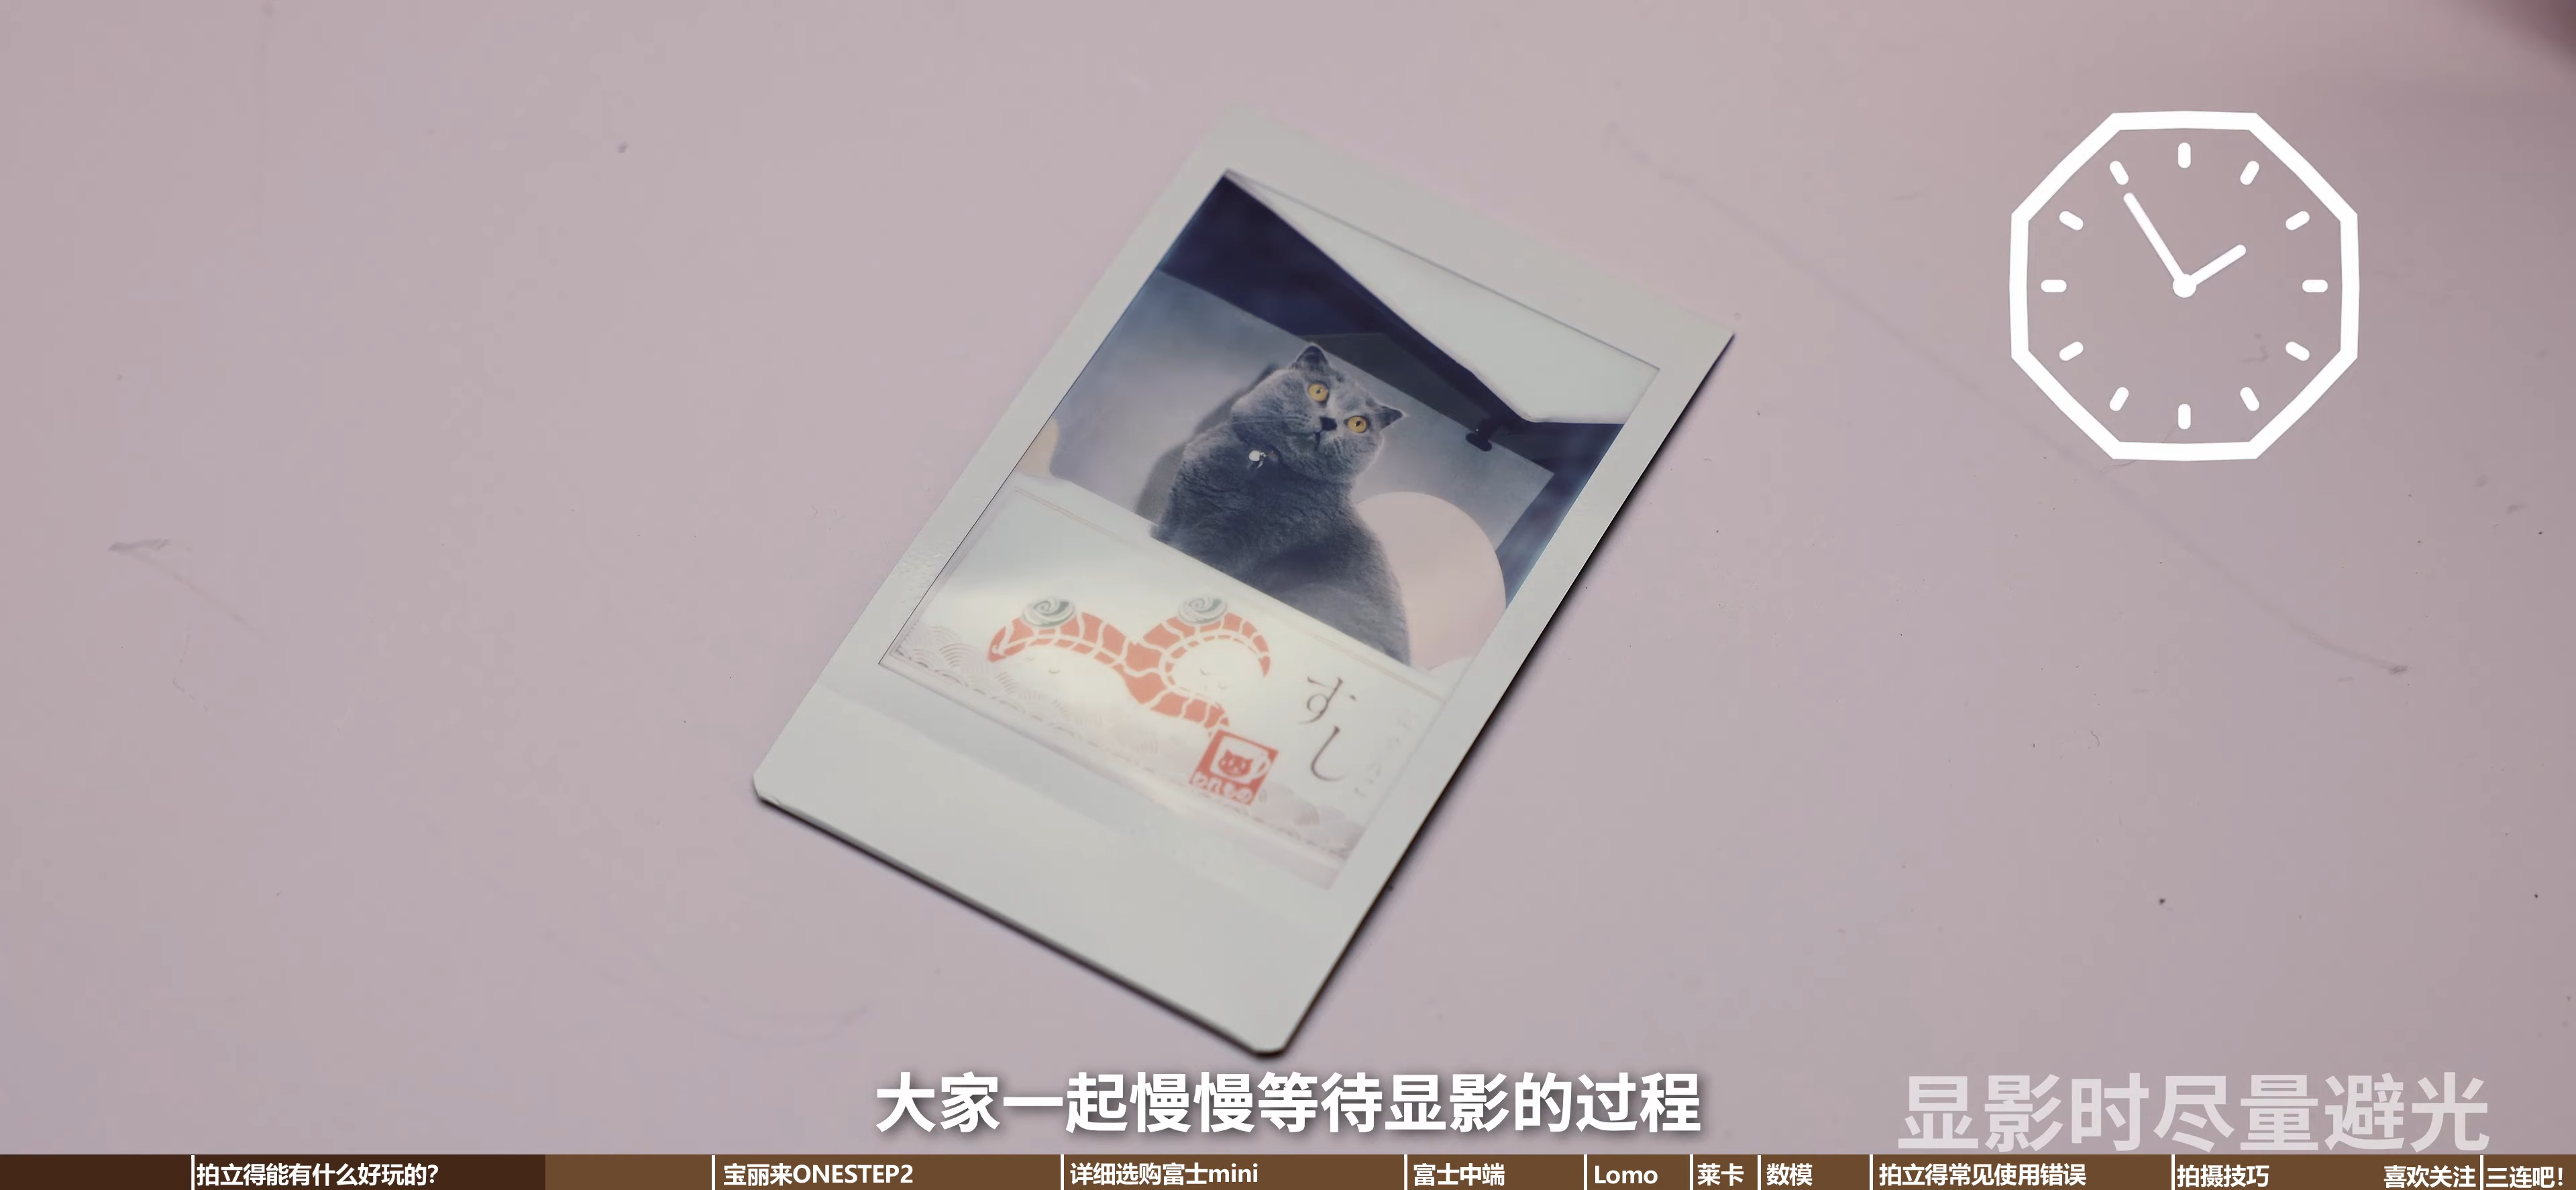 すし
われもの
大家一起慢慢等待显影的过程
显影时尽量避光
拍立得能有什么好玩的?
宝丽来ONESTEP2
详细选购富士mini
富士中端
Lomo
莱卡
数模
拍立得常见使用错误
拍摄技巧
喜欢关注
三连吧!